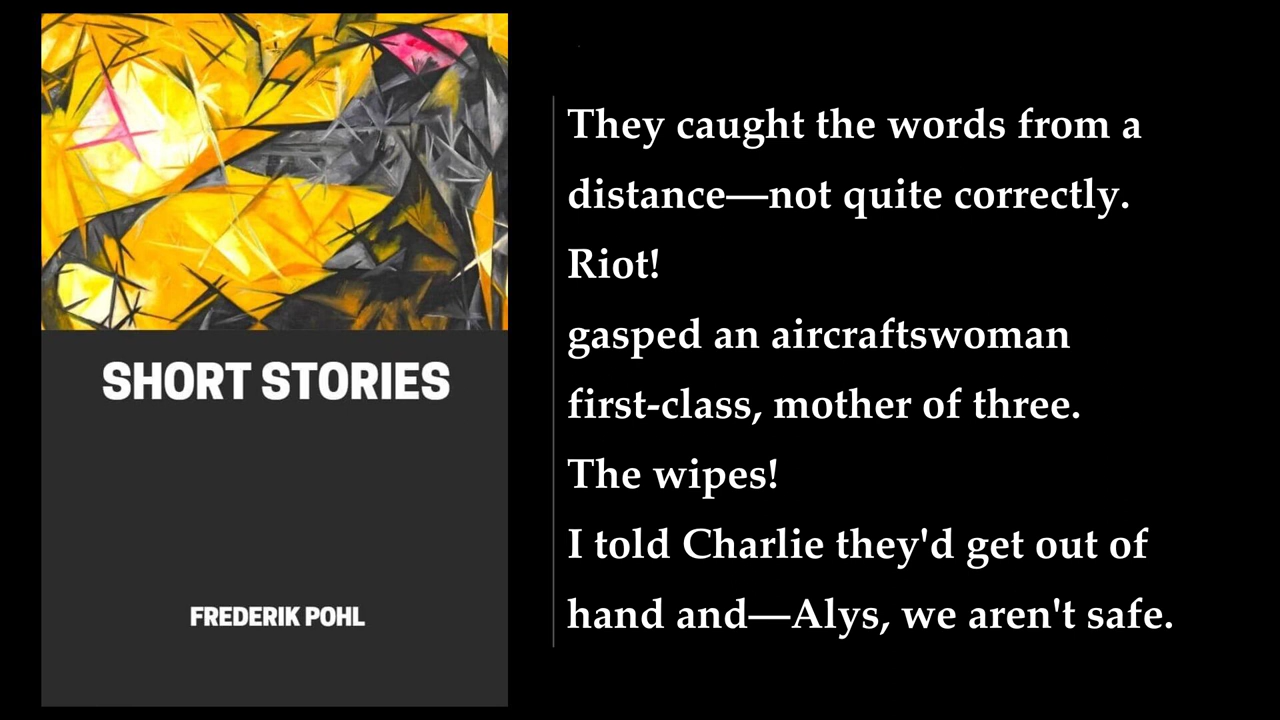 SHORT STORIES
FREDERIK POHL
They caught the words from a
distance—not quite correctly.
Riot!
gasped an aircraftswoman
first-class, mother of three.
The wipes!
I told Charlie they'd get out of
hand and—Alys, we aren't safe.